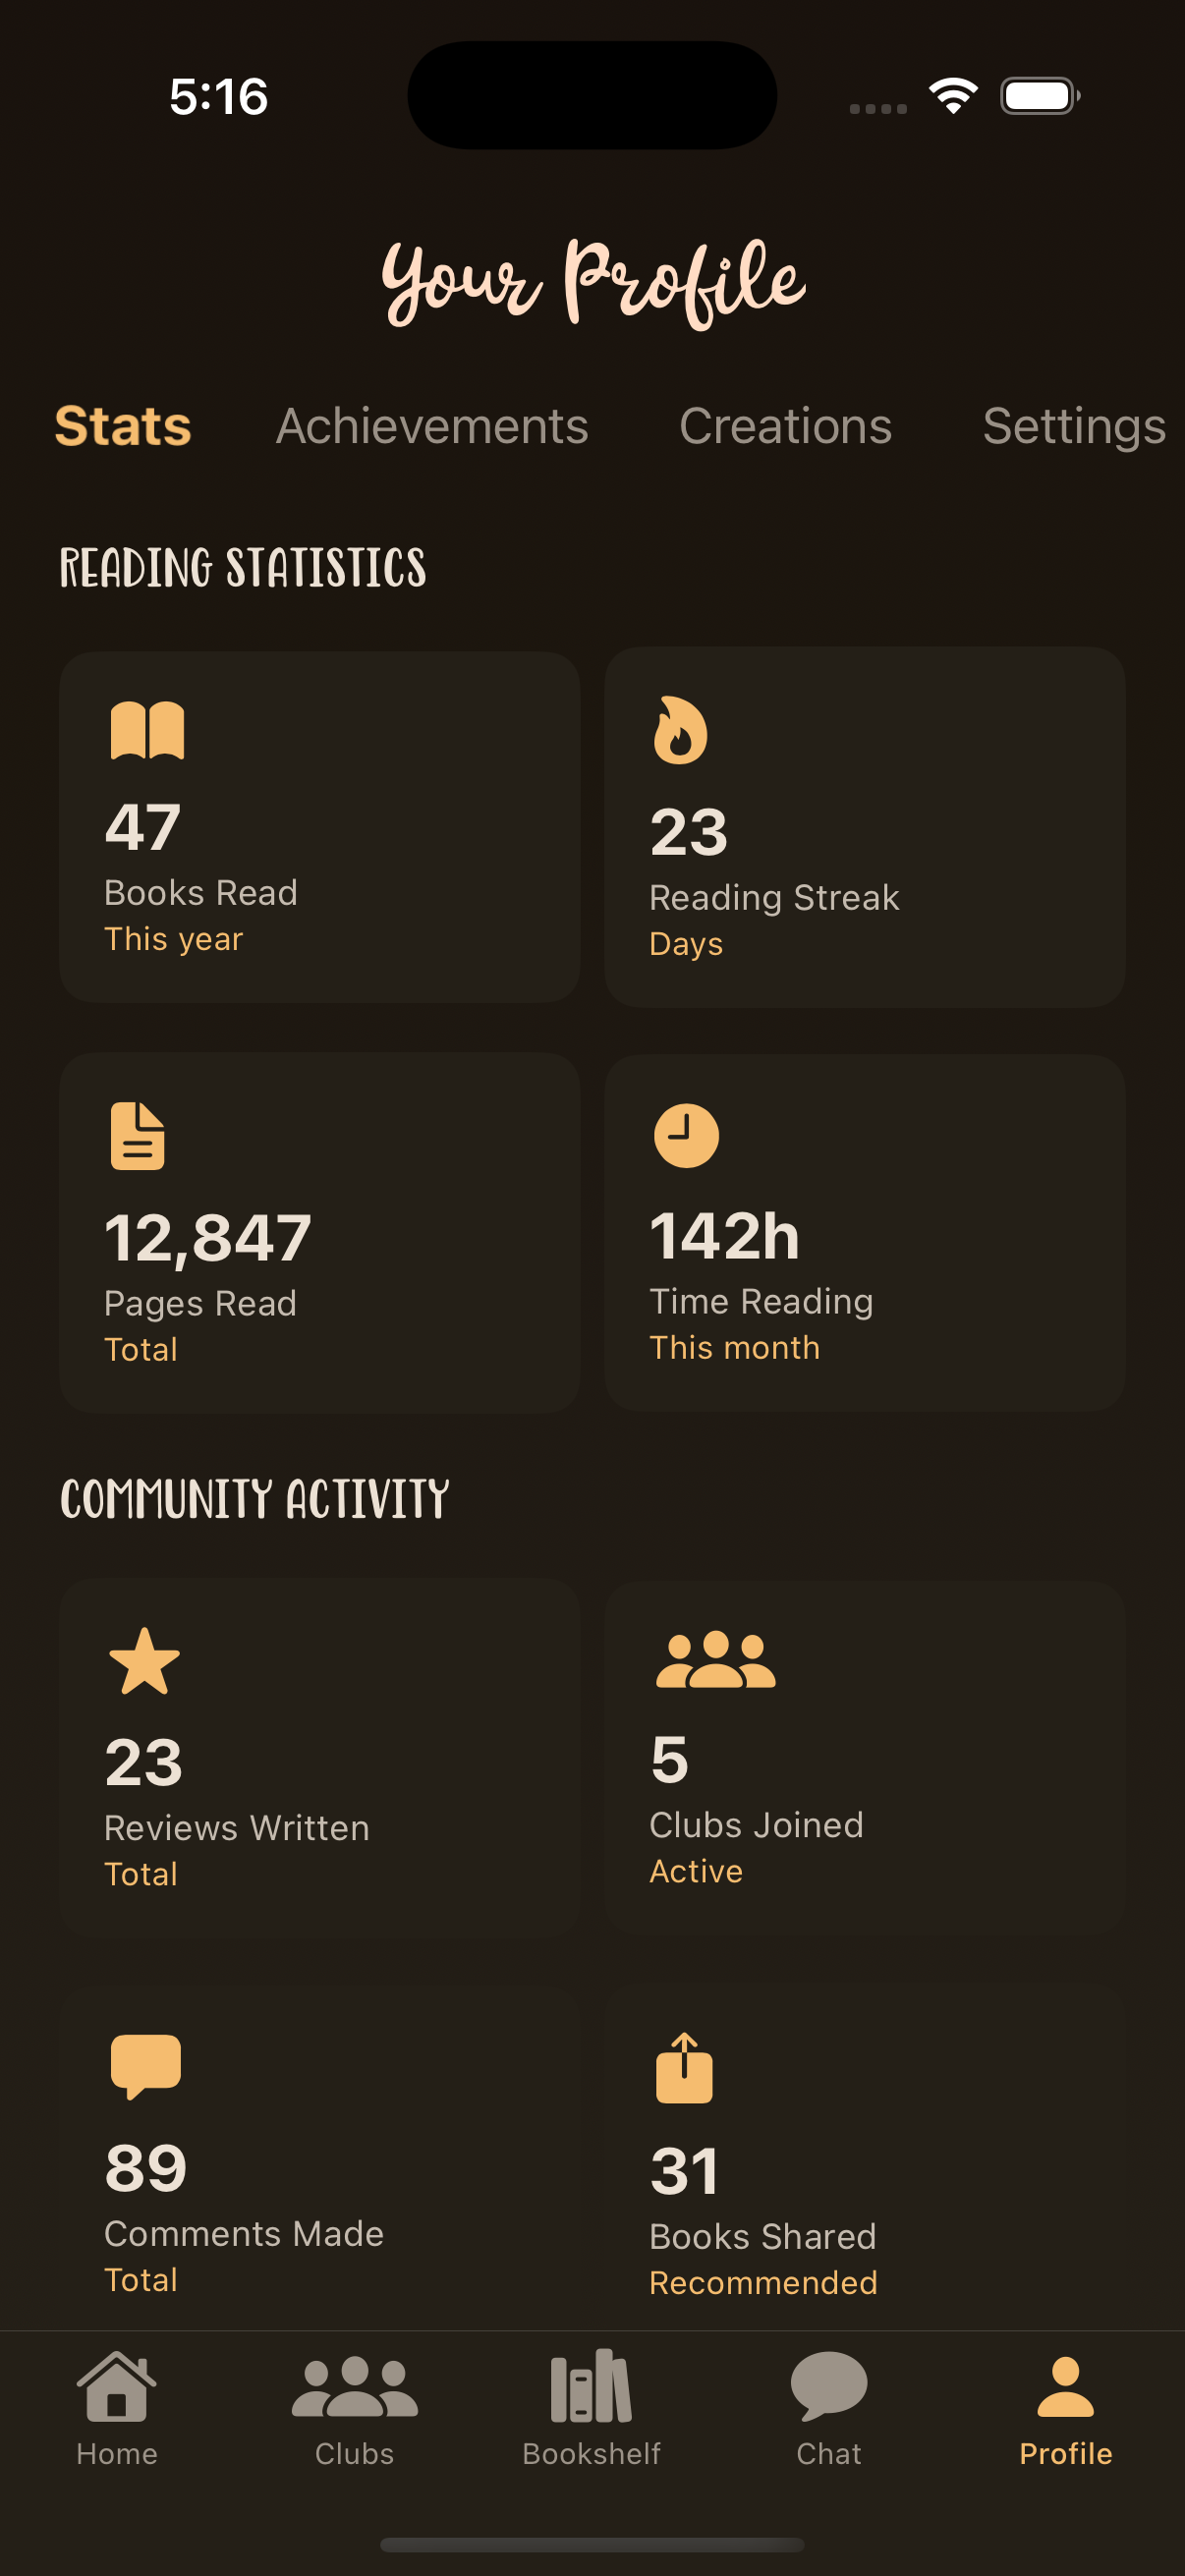 5:16
Your Profile
Stats Achievements Creations Settings
READING STATISTICS
47
Books Read
This year
23
Reading Streak
Days
12,847
Pages Read
Total
142h
Time Reading
This month
COMMUNITY ACTIVITY
23
Reviews Written
Total
5
Clubs Joined
Active
89
Comments Made
Total
31
Books Shared
Recommended
Home Clubs Bookshelf Chat Profile